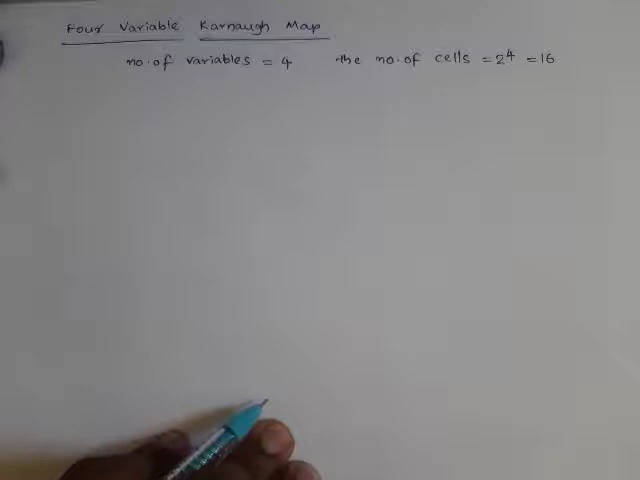 Four Variable Karnaugh Map
no. of variables = 4 the no. of cells = 2⁴ = 16